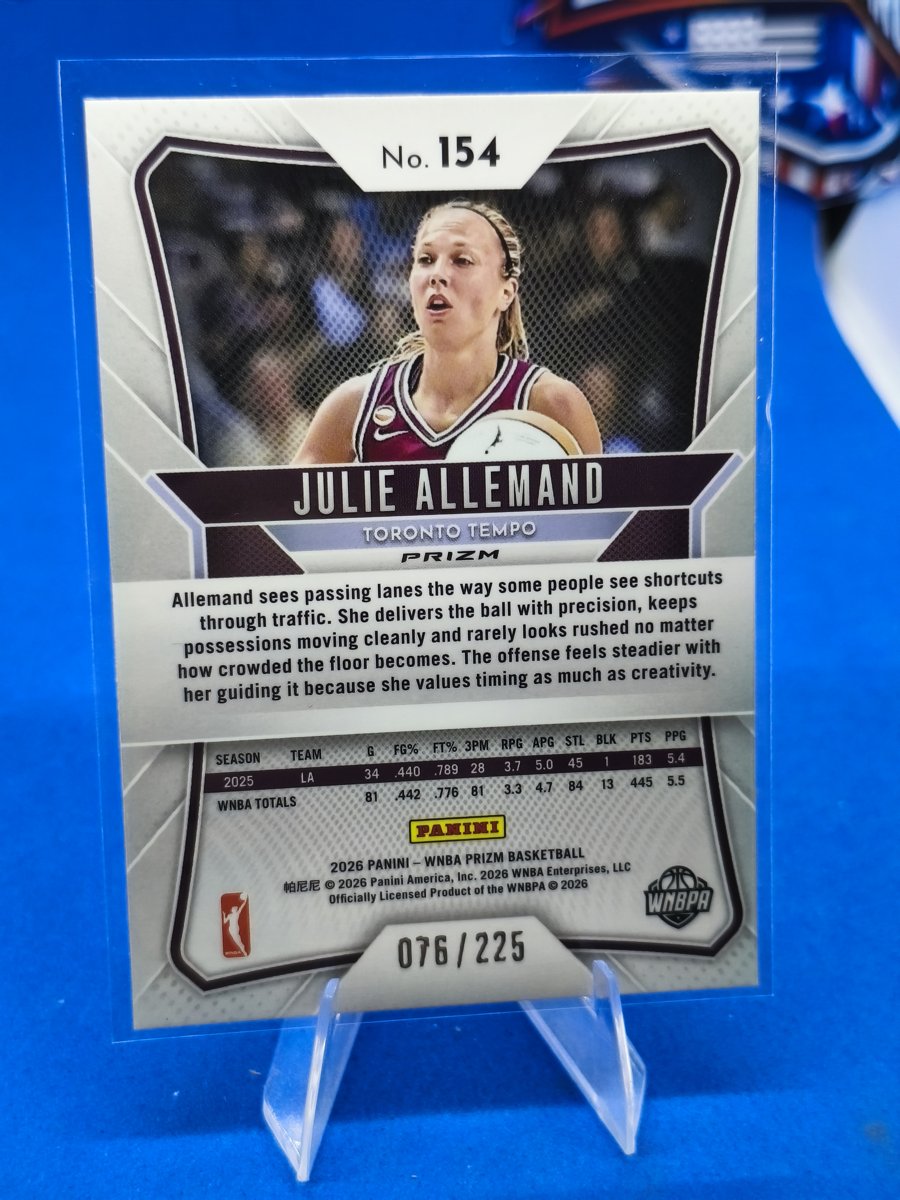 No. 154
JULIE ALLEMAND
TORONTO TEMPO
PRIZM
Allemand sees passing lanes the way some people see shortcuts
through traffic. She delivers the ball with precision, keeps
possessions moving cleanly and rarely looks rushed no matter
how crowded the floor becomes. The offense feels steadier with
her guiding it because she values timing as much as creativity.
SEASON TEAM G FG% FT% 3PM RPG APG STL BLK PTS PPG
2025 LA 34 .440 .789 28 3.7 5.0 45 1 183 5.4
WNBA TOTALS 81 .442 .776 81 3.3 4.7 84 13 445 5.5
PANINI
2026 PANINI – WNBA PRIZM BASKETBALL
帕尼尼 © 2026 Panini America, Inc. © 2026 WNBA Enterprises, LLC
Officially Licensed Product of the WNBPA © 2026
WNBA
WNBPA
076/225